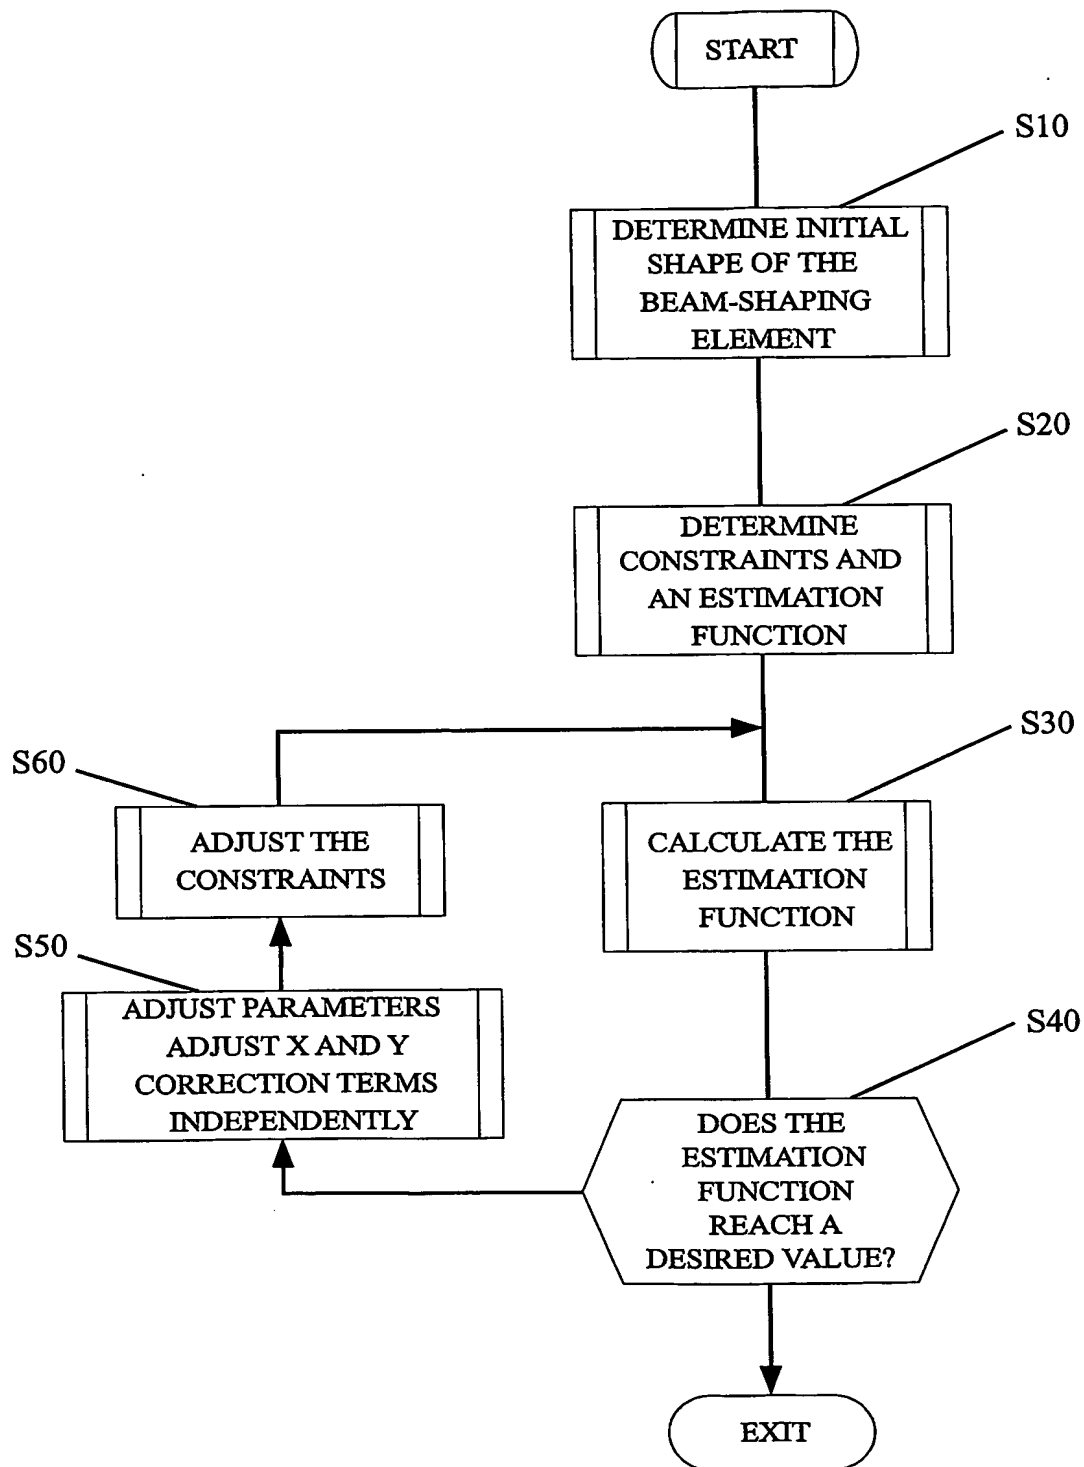 START
S10
DETERMINE INITIAL
SHAPE OF THE
BEAM-SHAPING
ELEMENT
S20
DETERMINE
CONSTRAINTS AND
AN ESTIMATION
FUNCTION
S30
S60
ADJUST THE
CONSTRAINTS
CALCULATE THE
ESTIMATION
FUNCTION
S50
ADJUST PARAMETERS
ADJUST X AND Y
CORRECTION TERMS
INDEPENDENTLY
S40
DOES THE
ESTIMATION
FUNCTION
REACH A
DESIRED VALUE?
EXIT